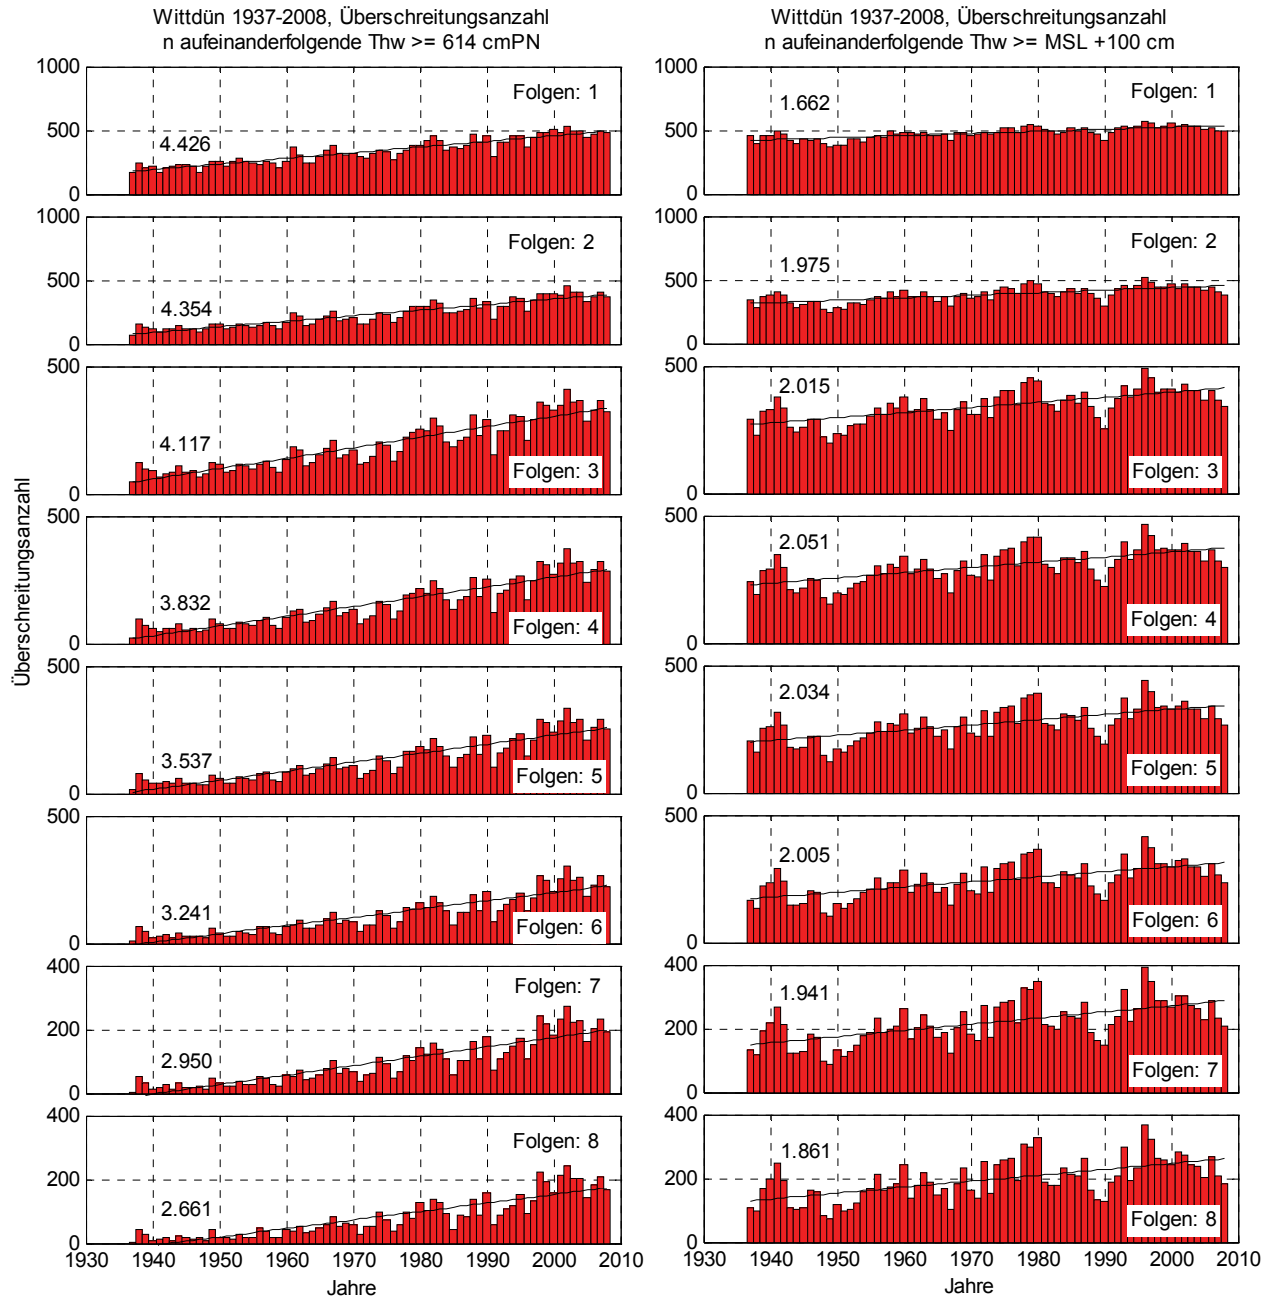 Wittdün 1937-2008, Überschreitungsanzahl
n aufeinanderfolgende Thw >= 614 cmPN
1000
500
0
4.426
Folgen: 1
1000
500
0
4.354
Folgen: 2
500
0
4.117
Folgen: 3
500
0
3.832
Folgen: 4
500
0
3.537
Folgen: 5
500
0
3.241
Folgen: 6
400
200
0
2.950
Folgen: 7
400
200
0
2.661
Folgen: 8
1930 1940 1950 1960 1970 1980 1990 2000 2010
Jahre
Überschreitungsanzahl
Wittdün 1937-2008, Überschreitungsanzahl
n aufeinanderfolgende Thw >= MSL +100 cm
1000
500
0
1.662
Folgen: 1
1000
500
0
1.975
Folgen: 2
500
0
2.015
Folgen: 3
500
0
2.051
Folgen: 4
500
0
2.034
Folgen: 5
500
0
2.005
Folgen: 6
400
200
0
1.941
Folgen: 7
400
200
0
1.861
Folgen: 8
1930 1940 1950 1960 1970 1980 1990 2000 2010
Jahre